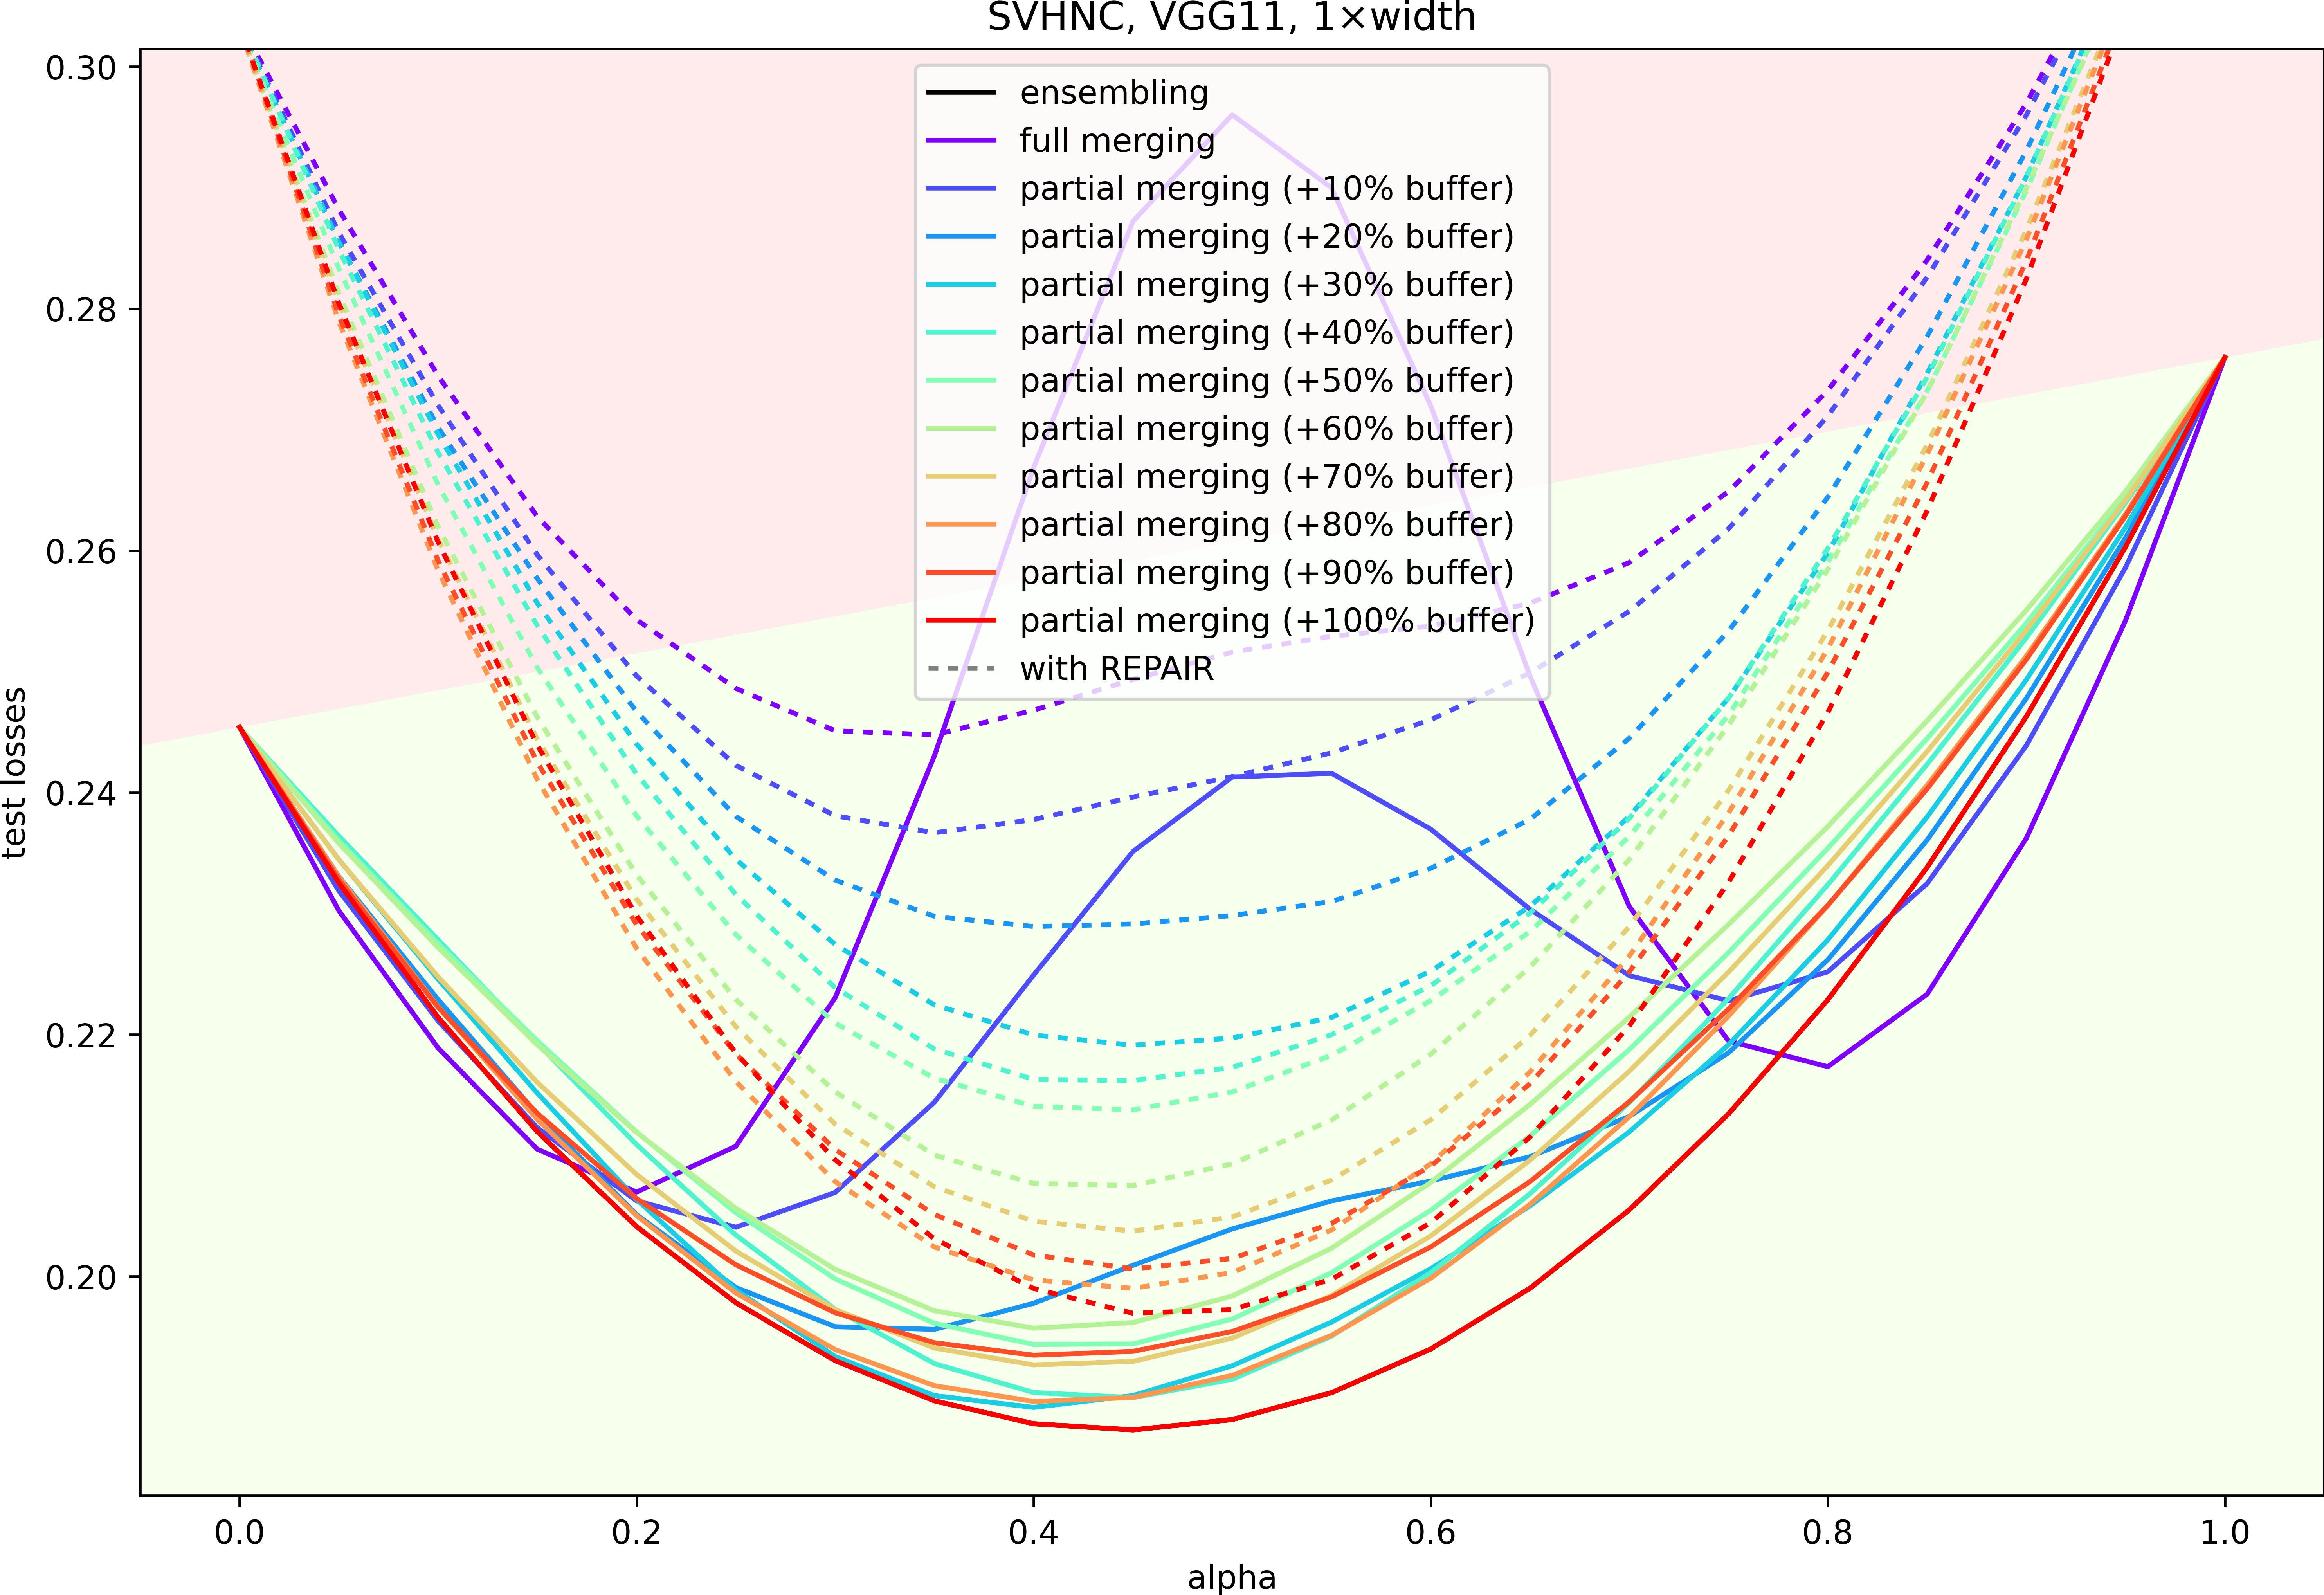 SVHNC, VGG11, 1×width
0.30
0.28
0.26
0.24
0.22
0.20
test losses
ensembling
full merging
partial merging (+10% buffer)
partial merging (+20% buffer)
partial merging (+30% buffer)
partial merging (+40% buffer)
partial merging (+50% buffer)
partial merging (+60% buffer)
partial merging (+70% buffer)
partial merging (+80% buffer)
partial merging (+90% buffer)
partial merging (+100% buffer)
with REPAIR
0.0 0.2 0.4 0.6 0.8 1.0
alpha